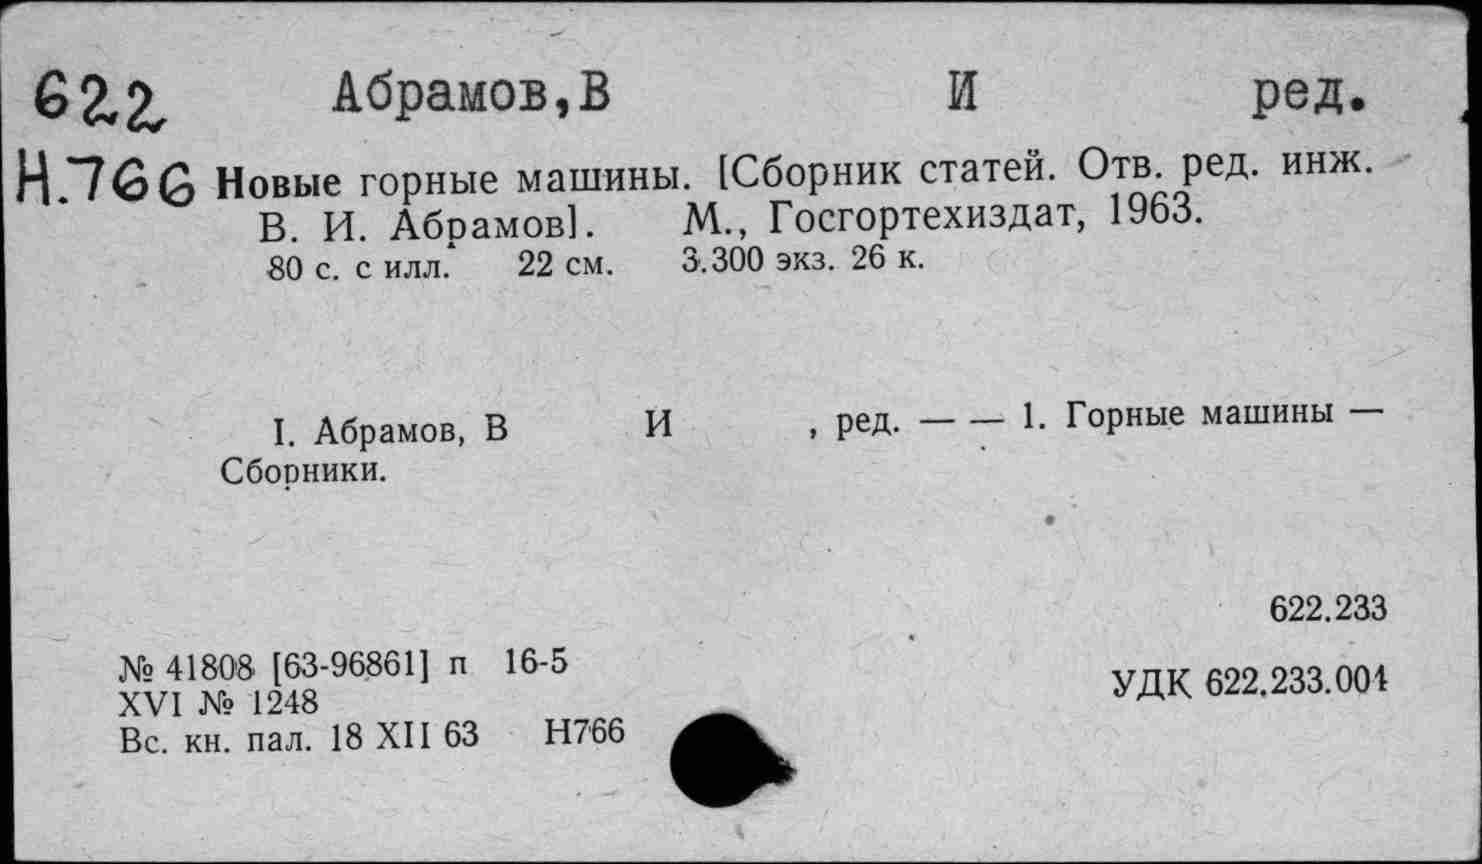 622 Абрамов,В И ред.
Н.766 Новые горные машины. [Сборник статей. Отв. ред. инж.
В. И. Абрамов]. М., Госгортехиздат, 1963.
80 с. с илл. 22 см. 3.300 экз. 26 к.
I. Абрамов, В И , ред. — — 1. Горные машины —
Сборники.
622.233
№ 41808 [63-96861] п 16-5
УДК 622.233.001
XVI № 1248
Вс. кн. пал. 18 XII 63 Н766